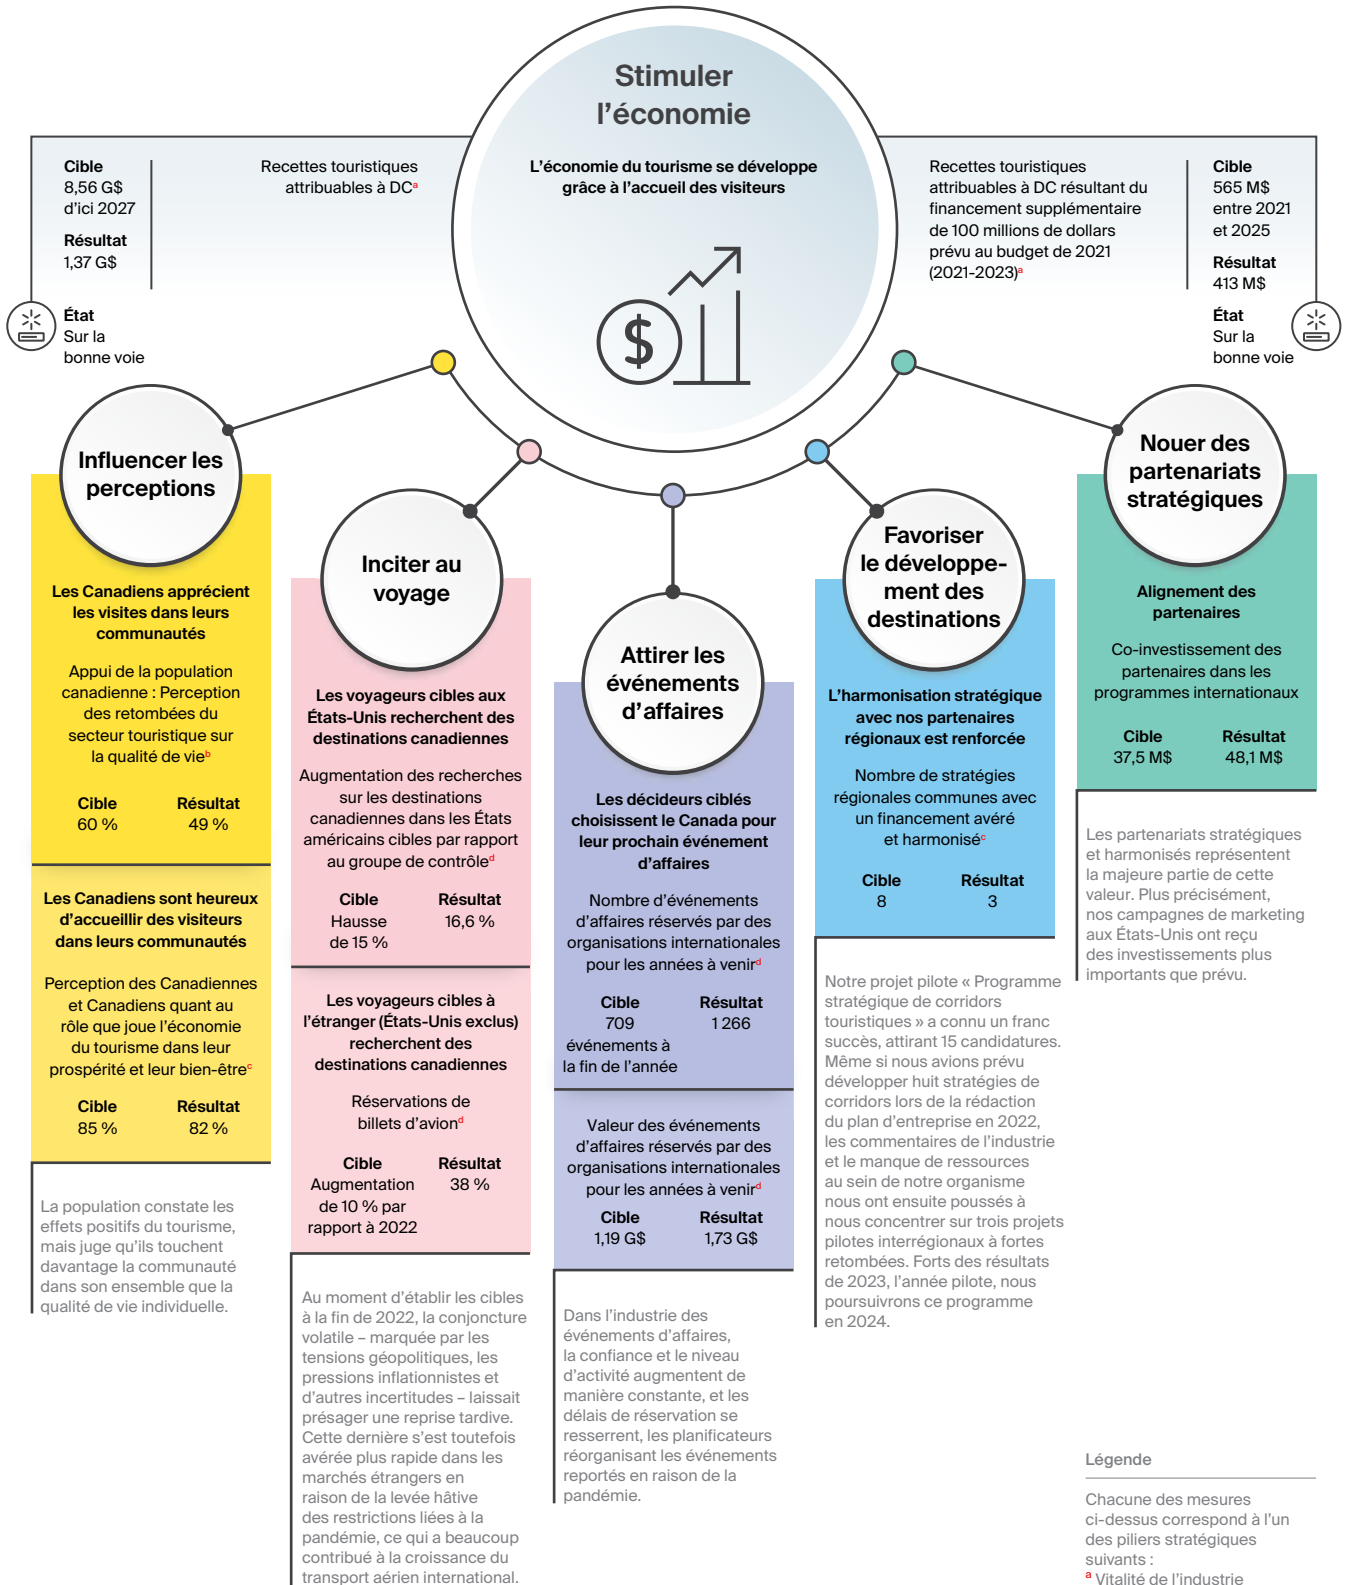 Stimuler
l'économie
L'économie du tourisme se développe
grâce à l'accueil des visiteurs
$
Cible
8,56 G$
d'ici 2027
Résultat
1,37 G$
État
Sur la
bonne voie
Recettes touristiques
attribuables à DCa
Recettes touristiques
attribuables à DC résultant du
financement supplémentaire
de 100 millions de dollars
prévu au budget de 2021
(2021-2023)a
Cible
565 M$
entre 2021
et 2025
Résultat
413 M$
État
Sur la
bonne voie
Influencer les
perceptions
Les Canadiens apprécient
les visites dans leurs
communautés
Appui de la population
canadienne : Perception
des retombées du
secteur touristique sur
la qualité de vieb
Cible Résultat
60 % 49 %
Les Canadiens sont heureux
d'accueillir des visiteurs
dans leurs communautés
Perception des Canadiennes
et Canadiens quant au
rôle que joue l'économie
du tourisme dans leur
prospérité et leur bien-êtrec
Cible Résultat
85 % 82 %
La population constate les
effets positifs du tourisme,
mais juge qu'ils touchent
davantage la communauté
dans son ensemble que la
qualité de vie individuelle.
Inciter au
voyage
Les voyageurs cibles aux
États-Unis recherchent des
destinations canadiennes
Augmentation des recherches
sur les destinations
canadiennes dans les États
américains cibles par rapport
au groupe de contrôled
Cible Résultat
Hausse 16,6 %
de 15 %
Les voyageurs cibles à
l'étranger (États-Unis exclus)
recherchent des
destinations canadiennes
Réservations de
billets d'aviond
Cible Résultat
Augmentation 38 %
de 10 % par
rapport à 2022
Au moment d'établir les cibles
à la fin de 2022, la conjoncture
volatile – marquée par les
tensions géopolitiques, les
pressions inflationnistes et
d'autres incertitudes – laissait
présager une reprise tardive.
Cette dernière s'est toutefois
avérée plus rapide dans les
marchés étrangers en
raison de la levée hâtive
des restrictions liées à la
pandémie, ce qui a beaucoup
contribué à la croissance du
transport aérien international.
Attirer les
événements
d'affaires
Les décideurs ciblés
choisissent le Canada pour
leur prochain événement
d'affaires
Nombre d'événements
d'affaires réservés par des
organisations internationales
pour les années à venird
Cible Résultat
709 1 266
événements à
la fin de l'année
Valeur des événements
d'affaires réservés par des
organisations internationales
pour les années à venird
Cible Résultat
1,19 G$ 1,73 G$
Dans l'industrie des
événements d'affaires,
la confiance et le niveau
d'activité augmentent de
manière constante, et les
délais de réservation se
resserrent, les planificateurs
réorganisant les événements
reportés en raison de la
pandémie.
Favoriser
le développe-
ment des
destinations
L'harmonisation stratégique
avec nos partenaires
régionaux est renforcée
Nombre de stratégies
régionales communes avec
un financement avéré
et harmoniséc
Cible Résultat
8 3
Notre projet pilote « Programme
stratégique de corridors
touristiques » a connu un franc
succès, attirant 15 candidatures.
Même si nous avions prévu
développer huit stratégies de
corridors lors de la rédaction
du plan d'entreprise en 2022,
les commentaires de l'industrie
et le manque de ressources
au sein de notre organisme
nous ont ensuite poussés à
nous concentrer sur trois projets
pilotes interrégionaux à fortes
retombées. Forts des résultats
de 2023, l'année pilote, nous
poursuivrons ce programme
en 2024.
Nouer des
partenariats
stratégiques
Alignement des
partenaires
Co-investissement des
partenaires dans les
programmes internationaux
Cible Résultat
37,5 M$ 48,1 M$
Les partenariats stratégiques
et harmonisés représentent
la majeure partie de cette
valeur. Plus précisément,
nos campagnes de marketing
aux États-Unis ont reçu
des investissements plus
importants que prévu.
Légende
Chacune des mesures
ci-dessus correspond à l'un
des piliers stratégiques
suivants :
a Vitalité de l'industrie